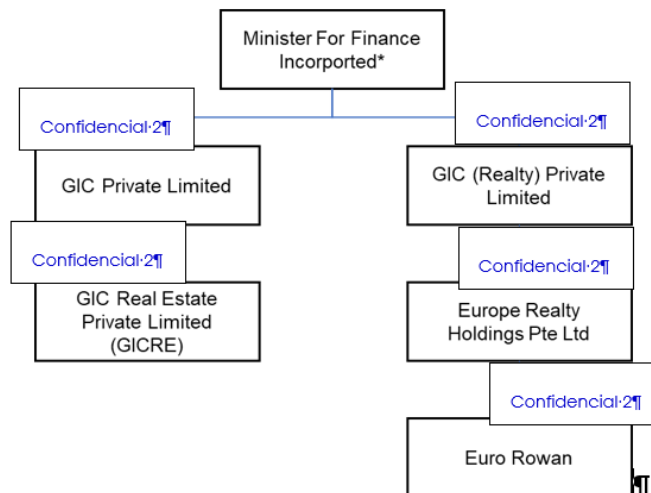 Minister For Finance
Incorported*
Confidencial·2¶
Confidencial·2¶
GIC Private Limited
GIC (Realty) Private
Limited
Confidencial·2¶
Confidencial·2¶
GIC Real Estate
Private Limited
(GICRE)
Europe Realty
Holdings Pte Ltd
Confidencial·2¶
Euro Rowan
¶